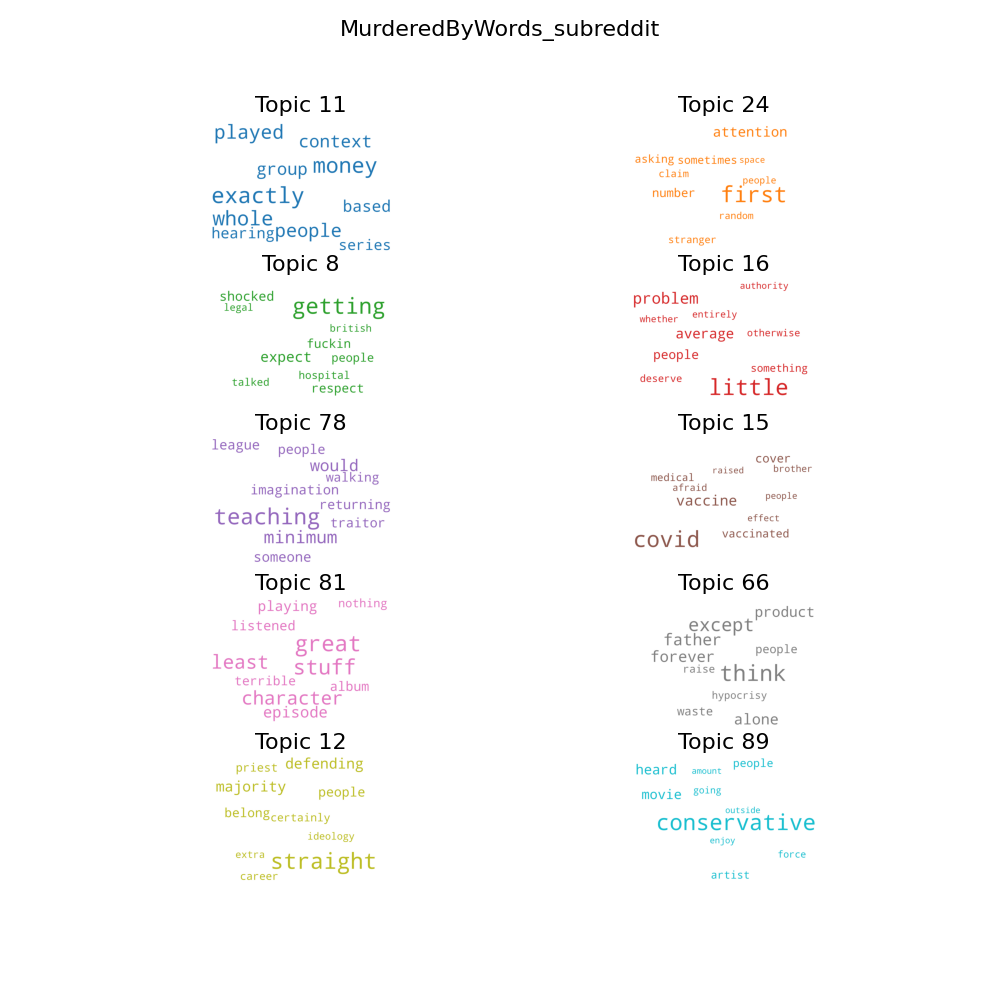 MurderedByWords_subreddit
Topic 11
played
context
group
money
exactly
based
whole
hearing
people
series
Topic 24
attention
asking
sometimes
space
claim
people
number
first
random
stranger
Topic 8
shocked
getting
legal
british
fuckin
expect
people
hospital
talked
respect
Topic 16
authority
problem
whether
entirely
average
otherwise
people
something
deserve
little
Topic 78
league
people
would
walking
imagination
returning
teaching
traitor
minimum
someone
Topic 15
cover
raised
brother
medical
afraid
vaccine
people
effect
covid
vaccinated
Topic 81
playing
nothing
listened
great
least
stuff
terrible
album
character
episode
Topic 66
product
except
father
forever
people
raise
think
hypocrisy
waste
alone
Topic 12
priest
defending
majority
people
belong
certainly
ideology
extra
straight
career
Topic 89
heard
amount
people
movie
going
outside
conservative
enjoy
force
artist